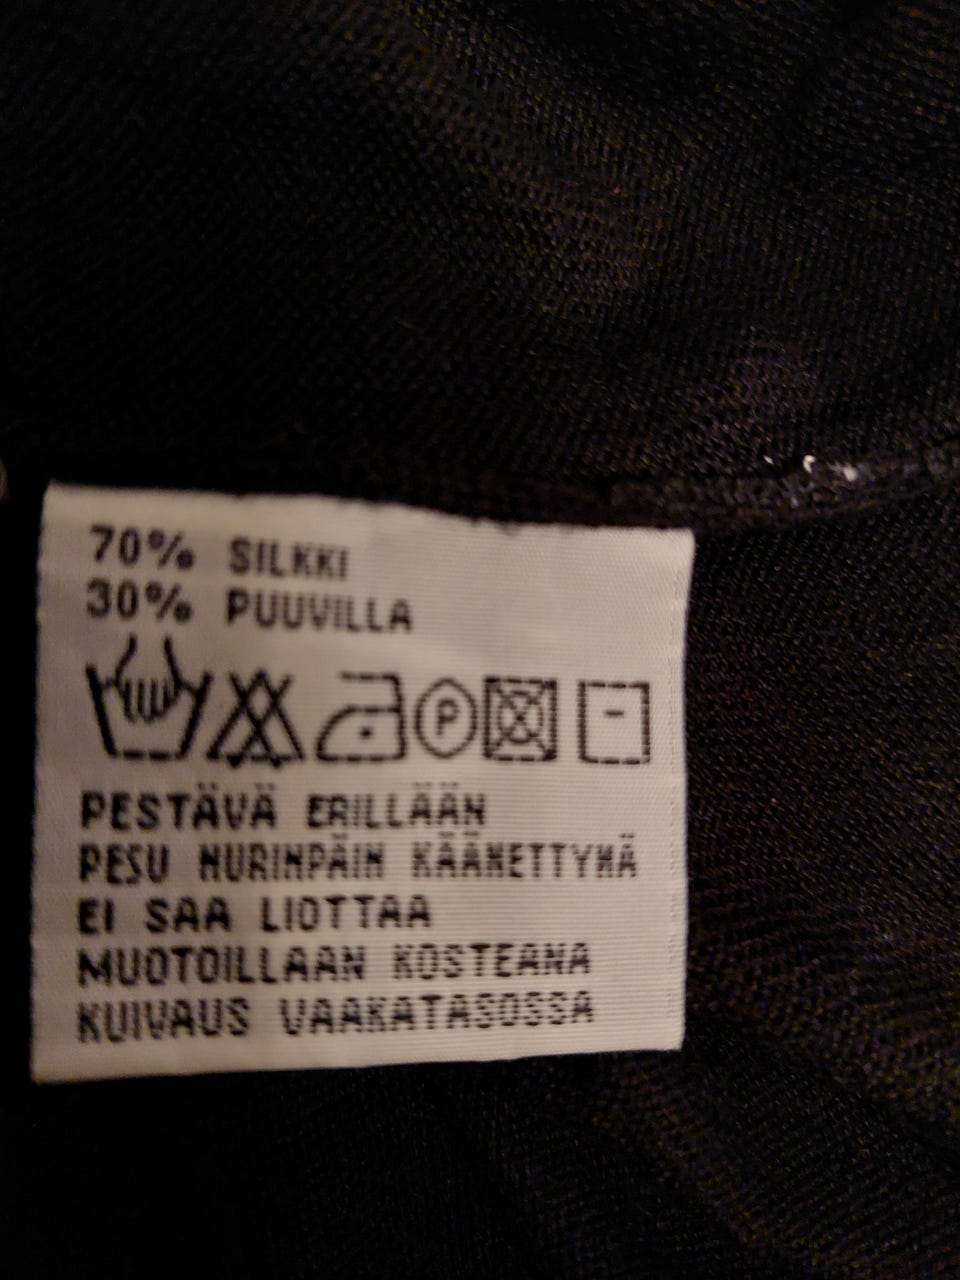 70% SILKKI
30% PUUVILLA
P
PESTÄVÄ ERILLÄÄN
PESU NURINPÄIN KÄÄNETTYNÄ
EI SAA LIOTTAA
MUOTOILLAAN KOSTEANA
KUIVAUS VAAKATASOSSA